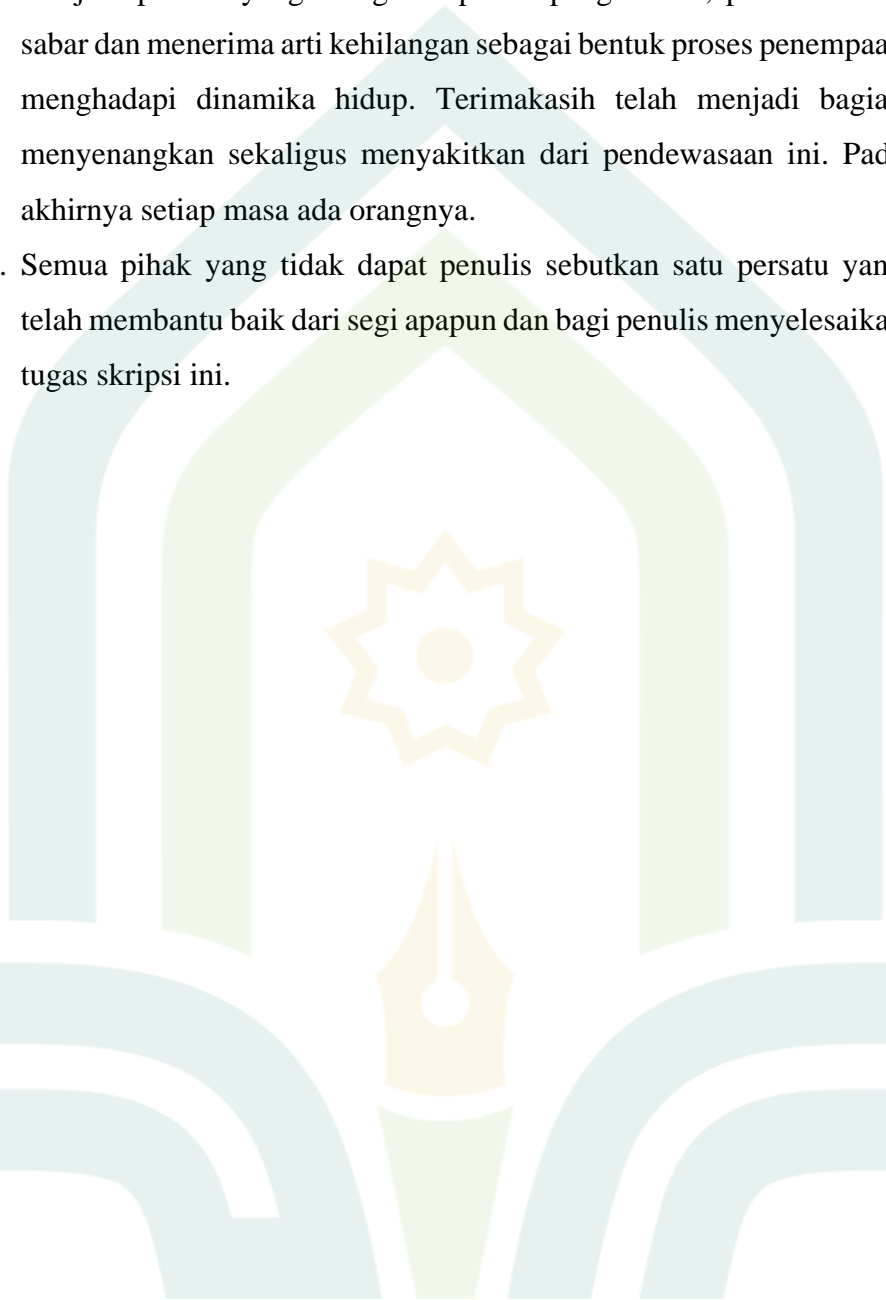 sabar dan menerima arti kehilangan sebagai bentuk proses penempaa
menghadapi dinamika hidup. Terimakasih telah menjadi bagia
menyenangkan sekaligus menyakitkan dari pendewasaan ini. Pad
akhirnya setiap masa ada orangnya.
. Semua pihak yang tidak dapat penulis sebutkan satu persatu yan
telah membantu baik dari segi apapun dan bagi penulis menyelesaika
tugas skripsi ini.